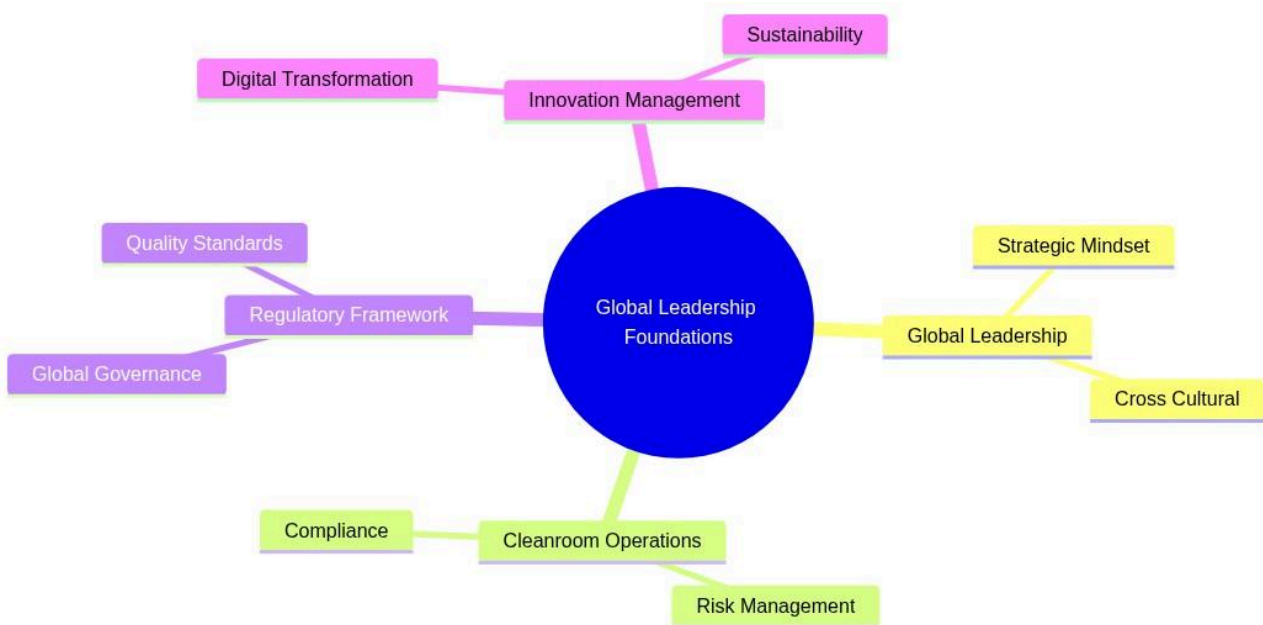 Sustainability
Digital Transformation
Innovation Management
Quality Standards
Strategic Mindset
Global Leadership
Foundations
Regulatory Framework
Global Leadership
Global Governance
Cross Cultural
Compliance
Cleanroom Operations
Risk Management